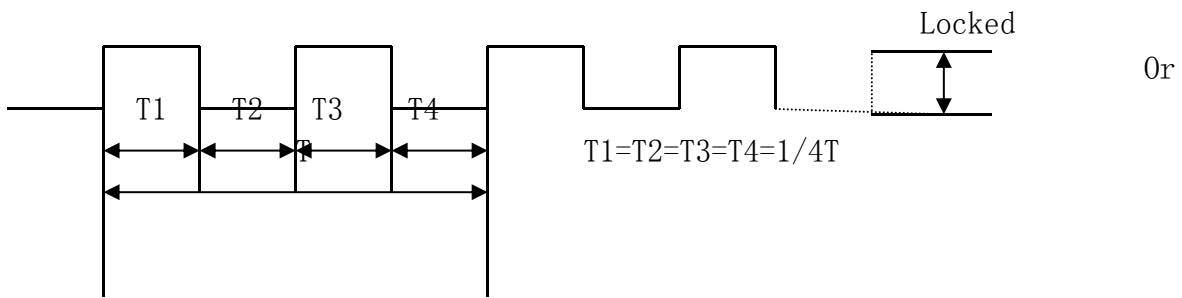 Locked
Or
T1 T2 T3 T4
T
T1=T2=T3=T4=1/4T